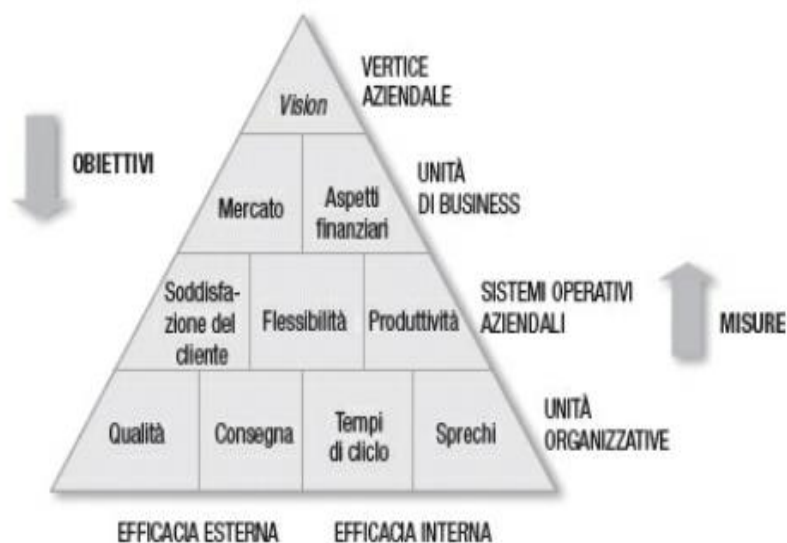 VERTICE
AZIENDALE
Vision
OBIETTIVI
UNITÀ
DI BUSINESS
Mercato
Aspetti
finanziari
Soddisfa-
zione del
cliente
Flessibilità
Produttività
SISTEMI OPERATIVI
AZIENDALI
MISURE
Qualità
Consegna
Tempi
di cliclo
Sprechi
UNITÀ
ORGANIZZATIVE
EFFICACIA ESTERNA
EFFICACIA INTERNA